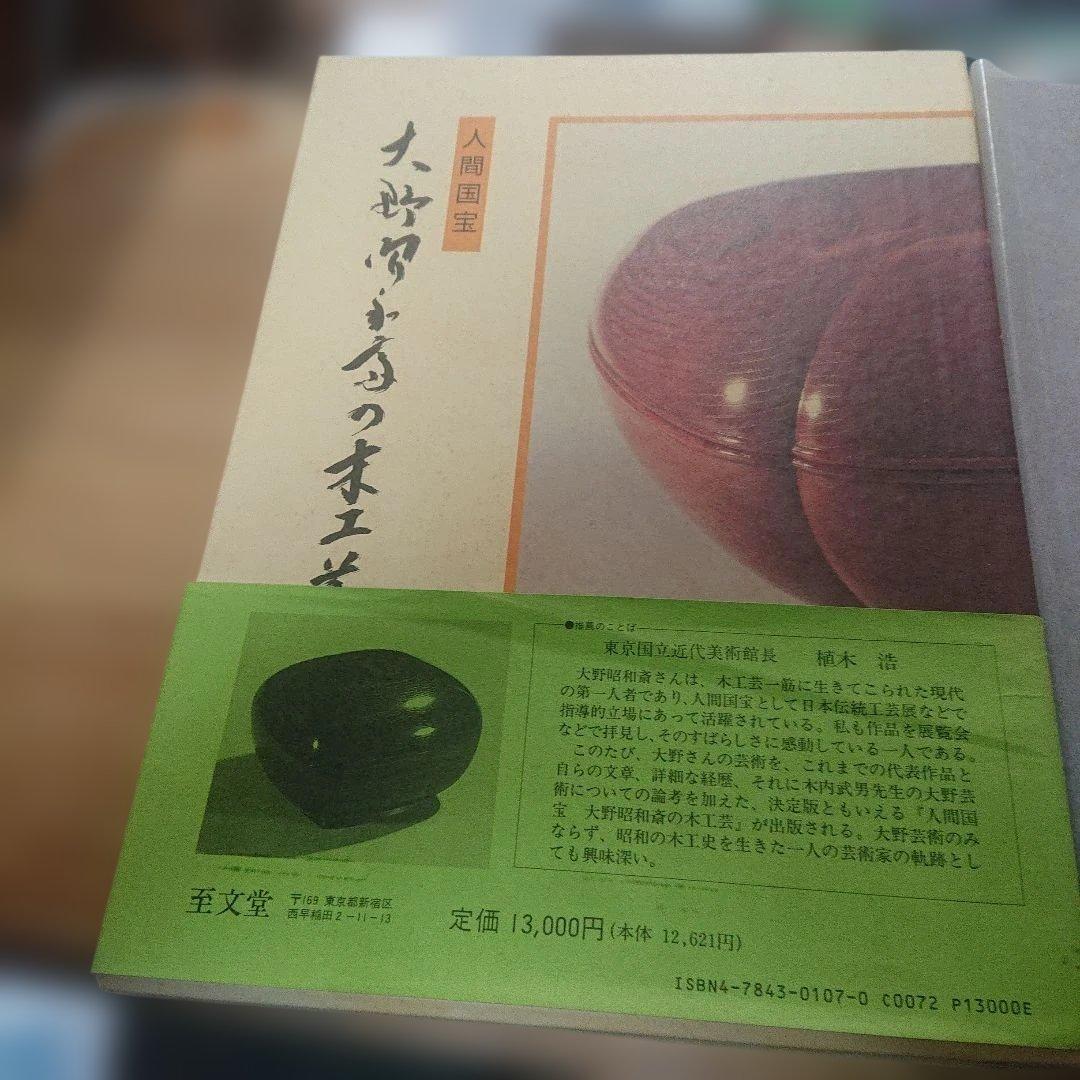 人間国宝
大野昭和斎の木工芸
●推薦のことば
東京国立近代美術館長　植木　浩
大野昭和斎さんは、木工芸一筋に生きてこられた現代
の第一人者であり、人間国宝として日本伝統工芸展などで
指導的立場にあって活躍されている。私も作品を展覧会
などで拝見し、そのすばらしさに感動している一人である。
このたび、大野さんの芸術を、これまでの代表作品と
自らの文章、詳細な経歴、それに木内武男先生の大野芸
術についての論考を加えた、決定版ともいえる『人間国
宝　大野昭和斎の木工芸』が出版される。大野芸術のみ
ならず、昭和の木工史を生きた一人の芸術家の軌跡とし
ても興味深い。
至文堂
〒169 東京都新宿区
西早稲田2-11-13
定価 13,000円(本体 12,621円)
ISBN4-7843-0107-0 C0072 P13000E